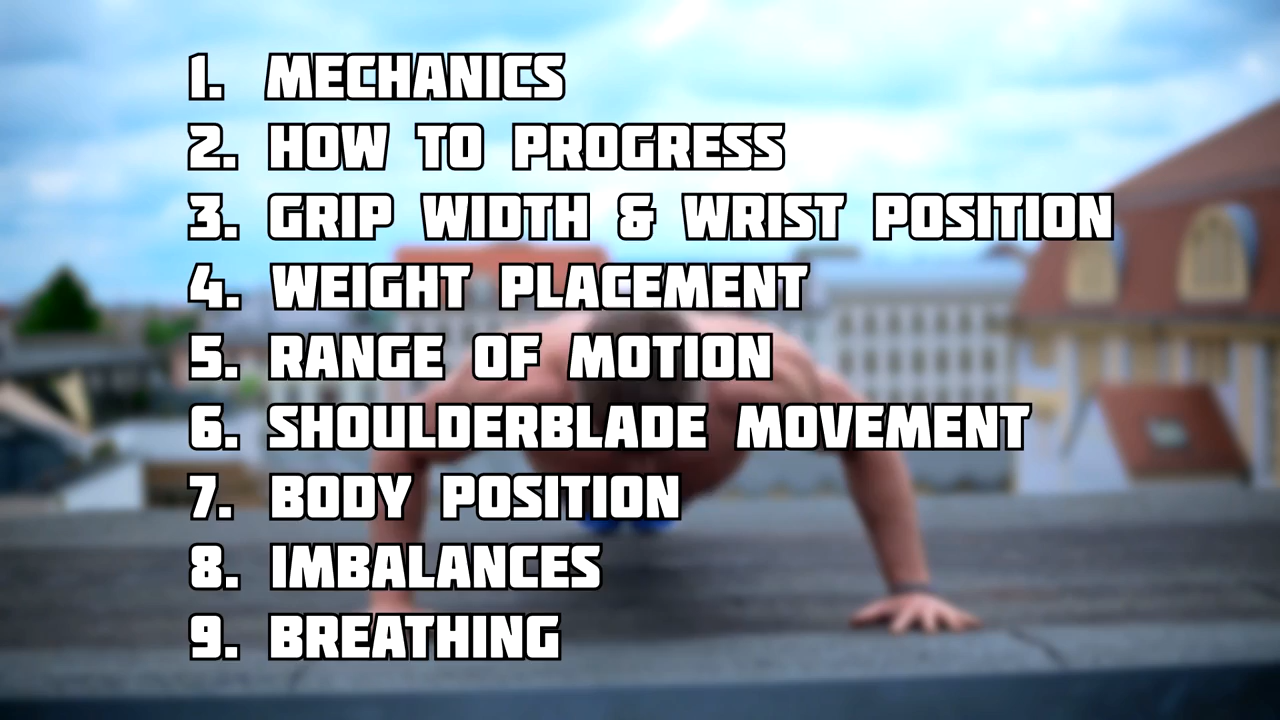 1. MECHANICS
2. HOW TO PROGRESS
3. GRIP WIDTH & WRIST POSITION
4. WEIGHT PLACEMENT
5. RANGE OF MOTION
6. SHOULDERBLADE MOVEMENT
7. BODY POSITION
8. IMBALANCES
9. BREATHING